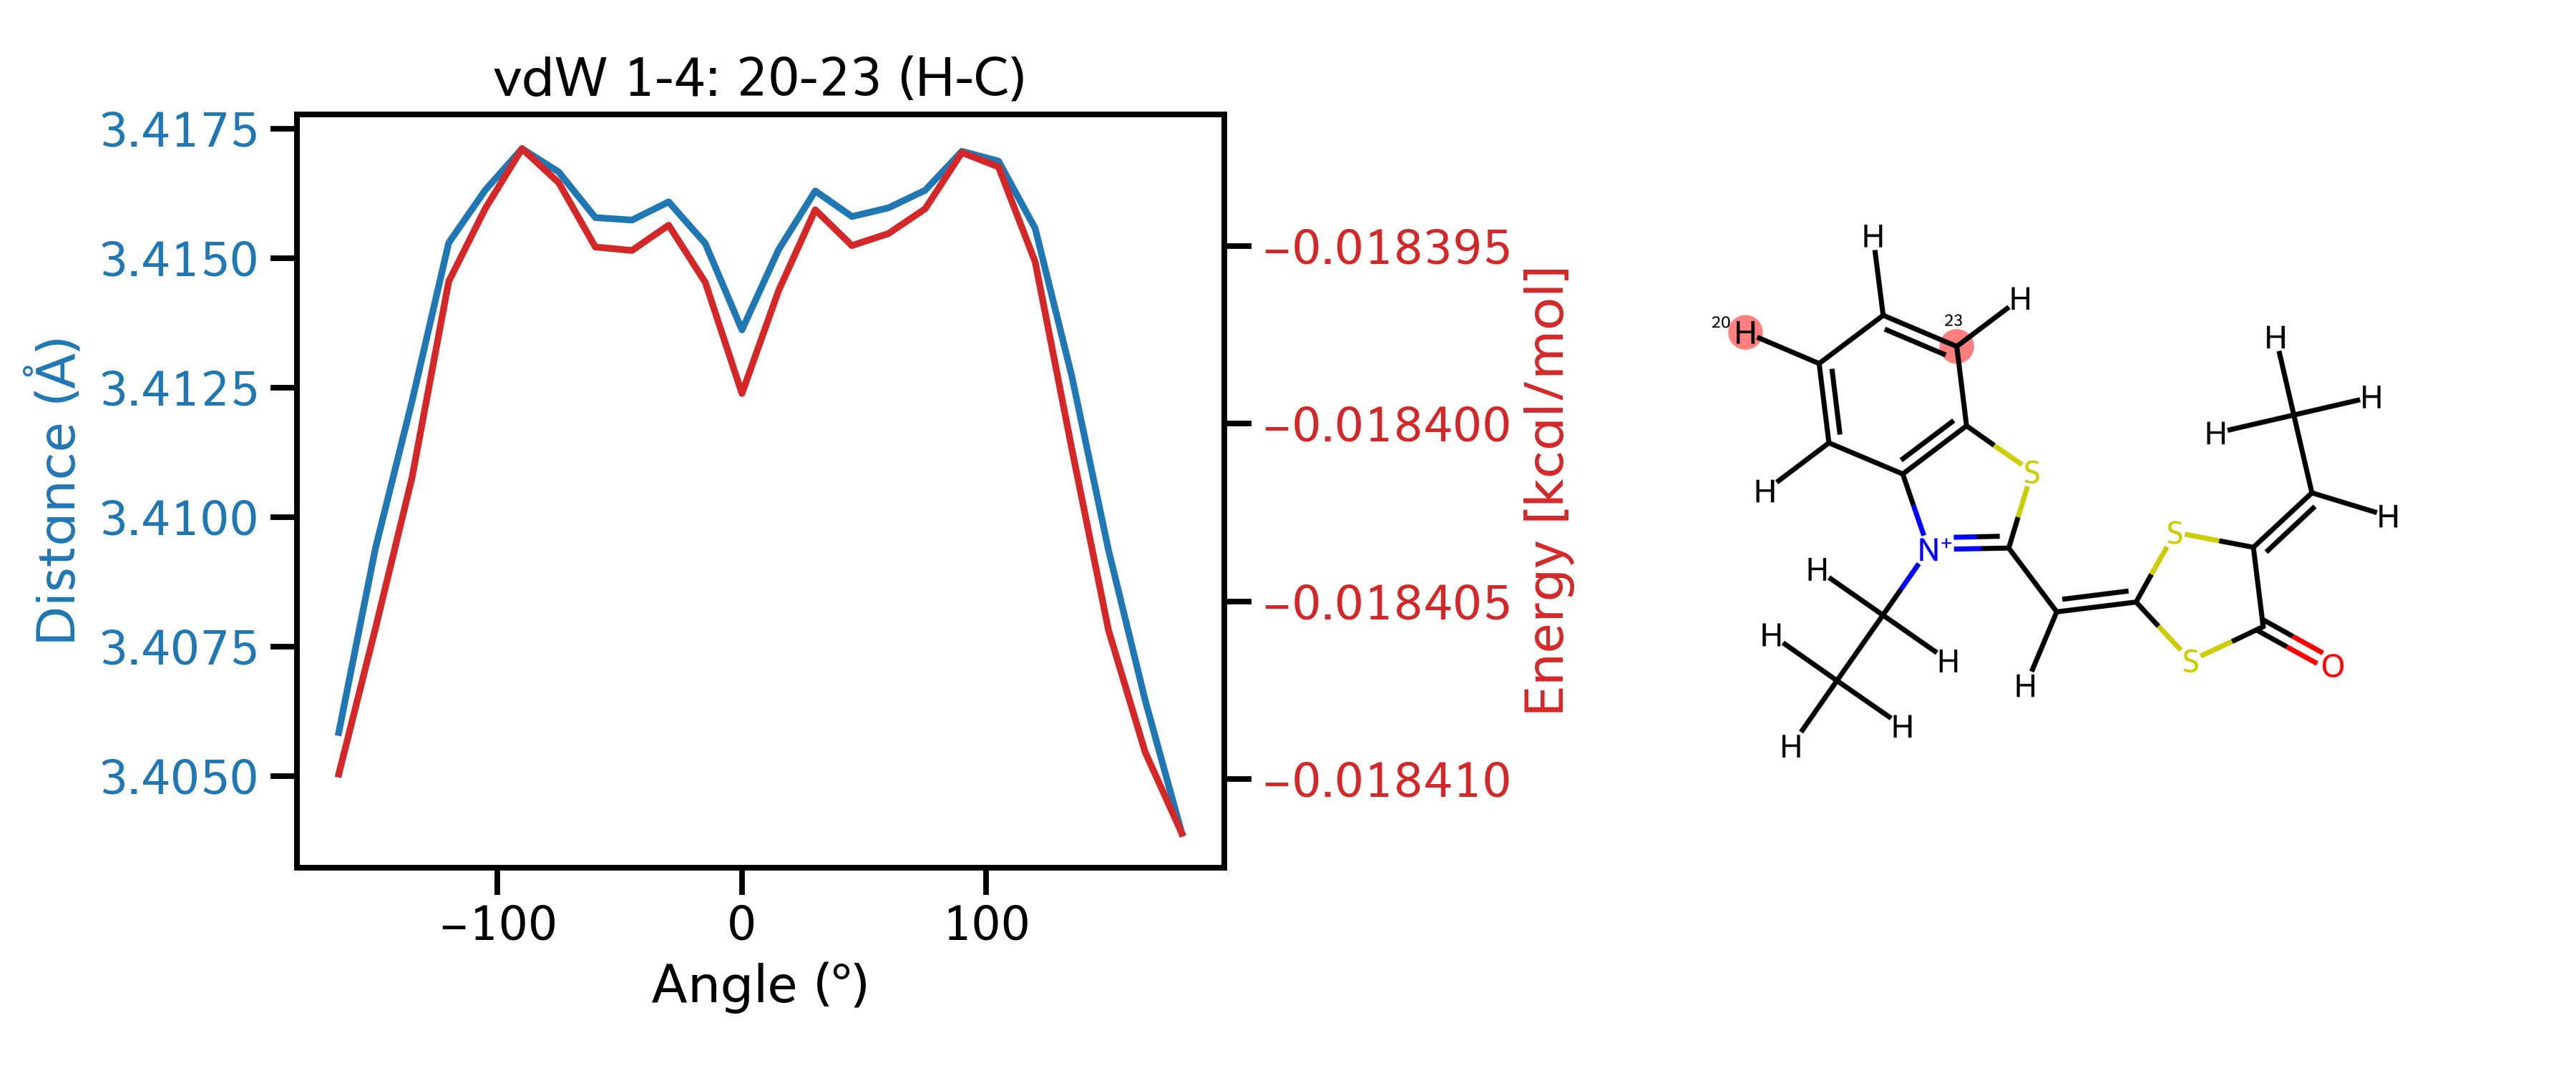 vdW 1-4: 20-23 (H-C)
3.4175
3.4150
3.4125
3.4100
3.4075
3.4050
Distance (Å)
−0.018395
−0.018400
−0.018405
−0.018410
Energy [kcal/mol]
−100 0 100
Angle (°)
H
H
20 H 23
H
H
H
H
S
H
S
H
N+
H
H
S
H
O
H
H
H
H